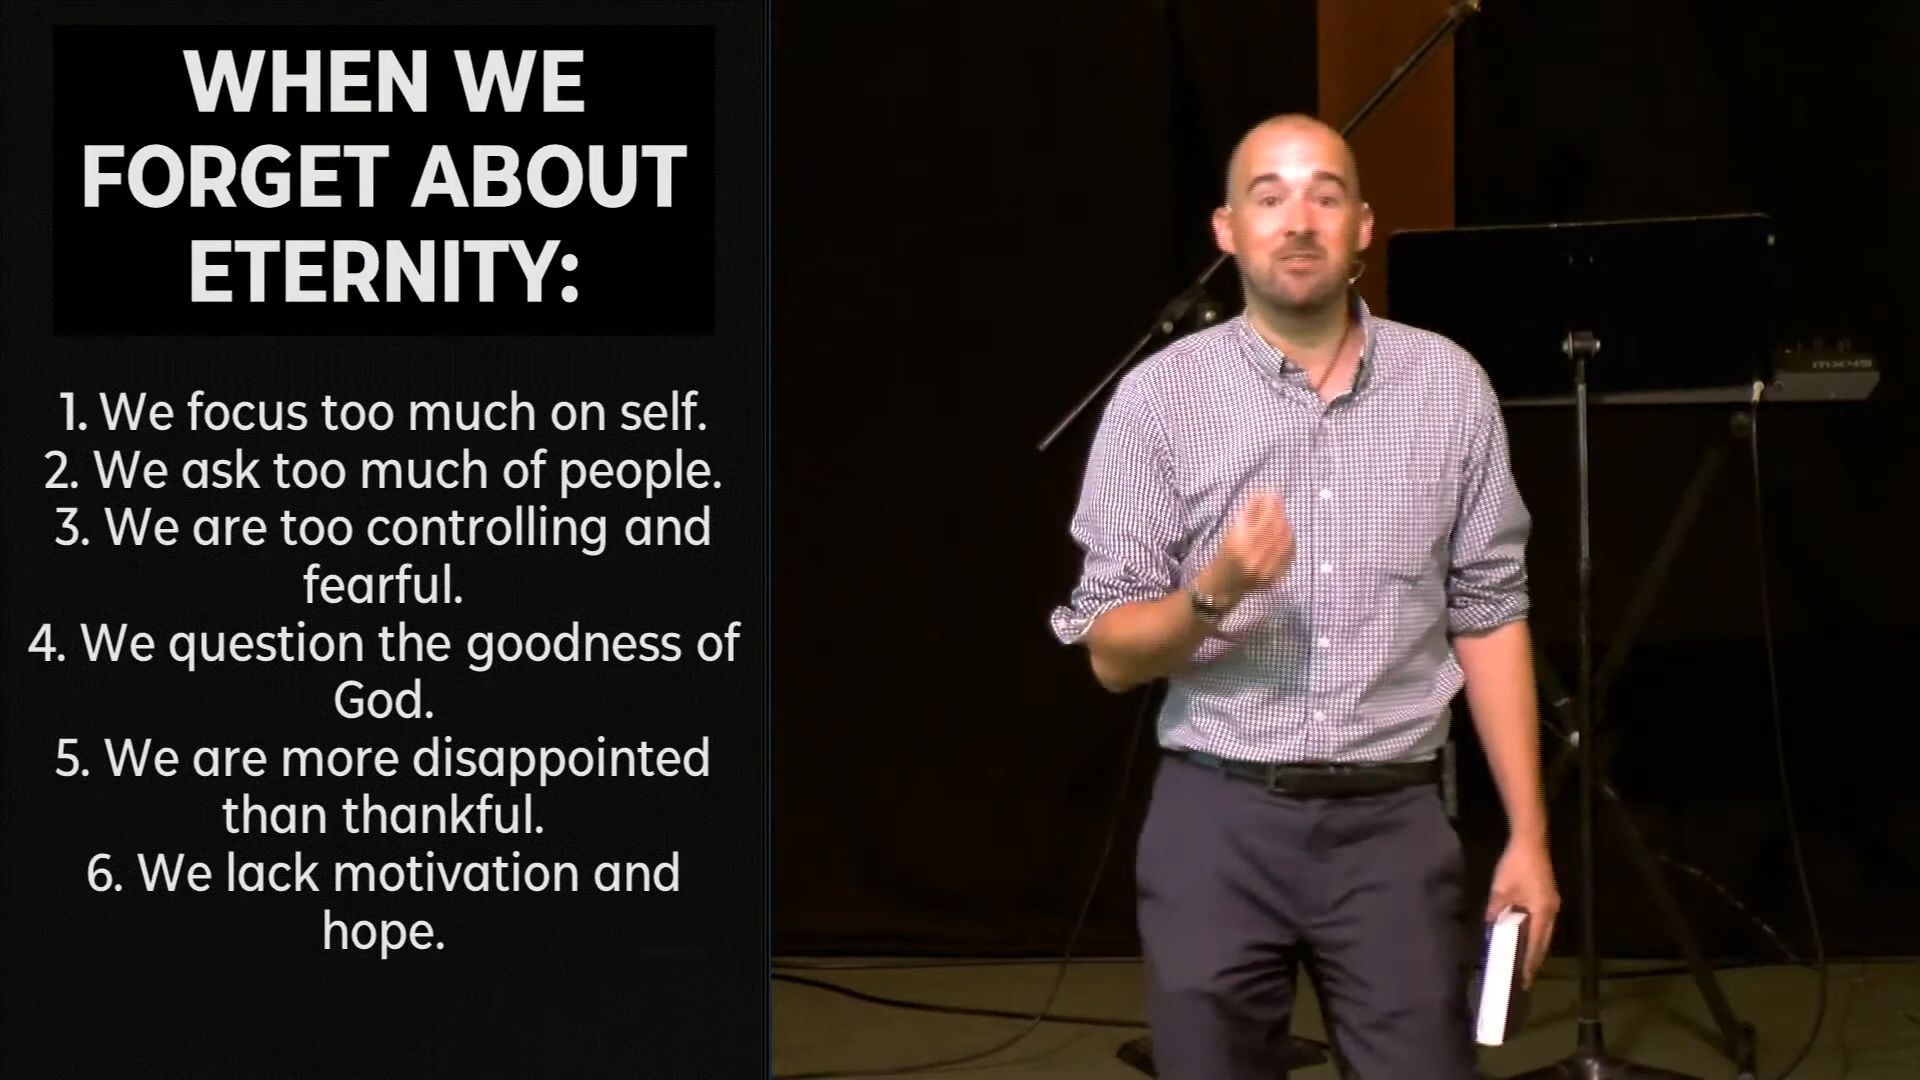 WHEN WE
FORGET ABOUT
ETERNITY:
1. We focus too much on self.
2. We ask too much of people.
3. We are too controlling and
fearful.
4. We question the goodness of
God.
5. We are more disappointed
than thankful.
6. We lack motivation and
hope.
MX49